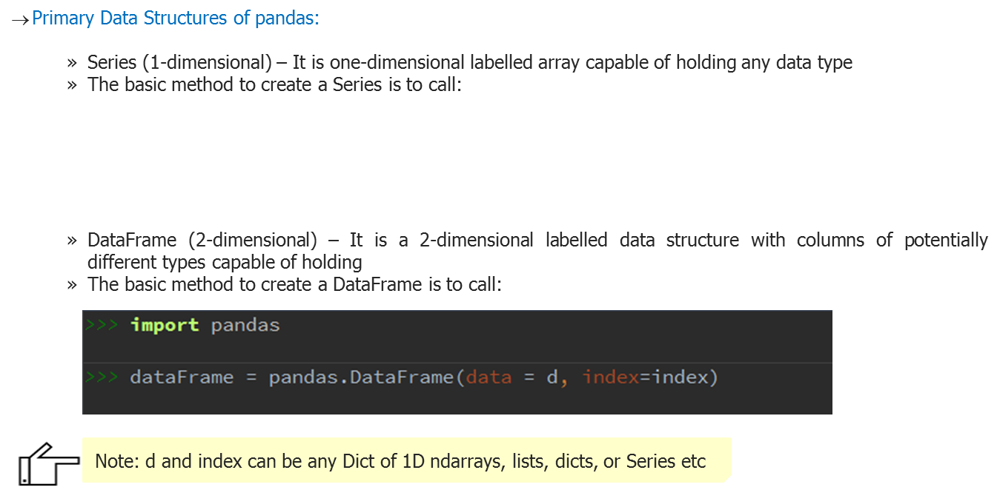 →Primary Data Structures of pandas:
» Series (1-dimensional) – It is one-dimensional labelled array capable of holding any data type
» The basic method to create a Series is to call:
» DataFrame (2-dimensional) – It is a 2-dimensional labelled data structure with columns of potentially
different types capable of holding
» The basic method to create a DataFrame is to call:
>>> import pandas
>>> dataFrame = pandas.DataFrame(data = d, index=index)
Note: d and index can be any Dict of 1D ndarrays, lists, dicts, or Series etc